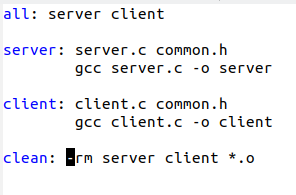 all: server client
server: server.c common.h
gcc server.c -o server
client: client.c common.h
gcc client.c -o client
clean: -rm server client *.o